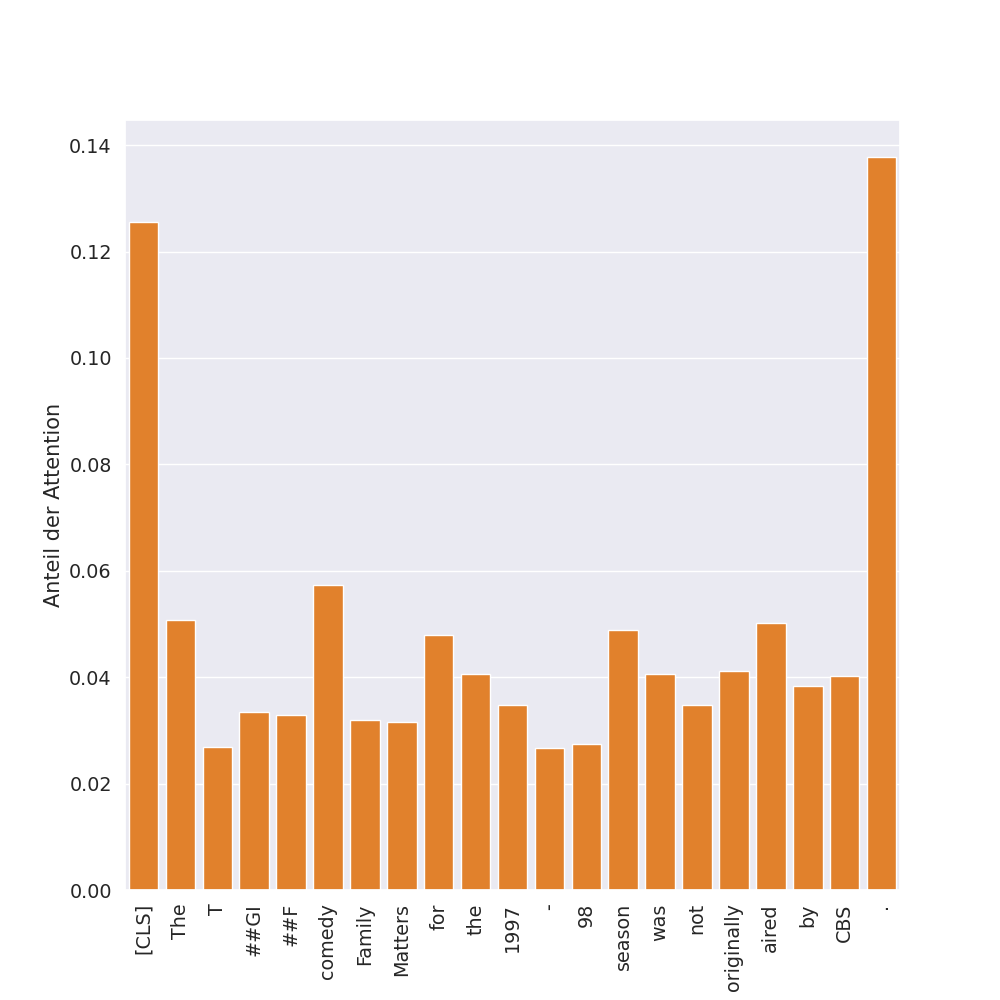 0.14
0.12
0.10
0.08
0.06
0.04
0.02
0.00
Anteil der Attention
[CLS]
The
T
##GI
##F
comedy
Family
Matters
for
the
1997
-
98
season
was
not
originally
aired
by
CBS
.